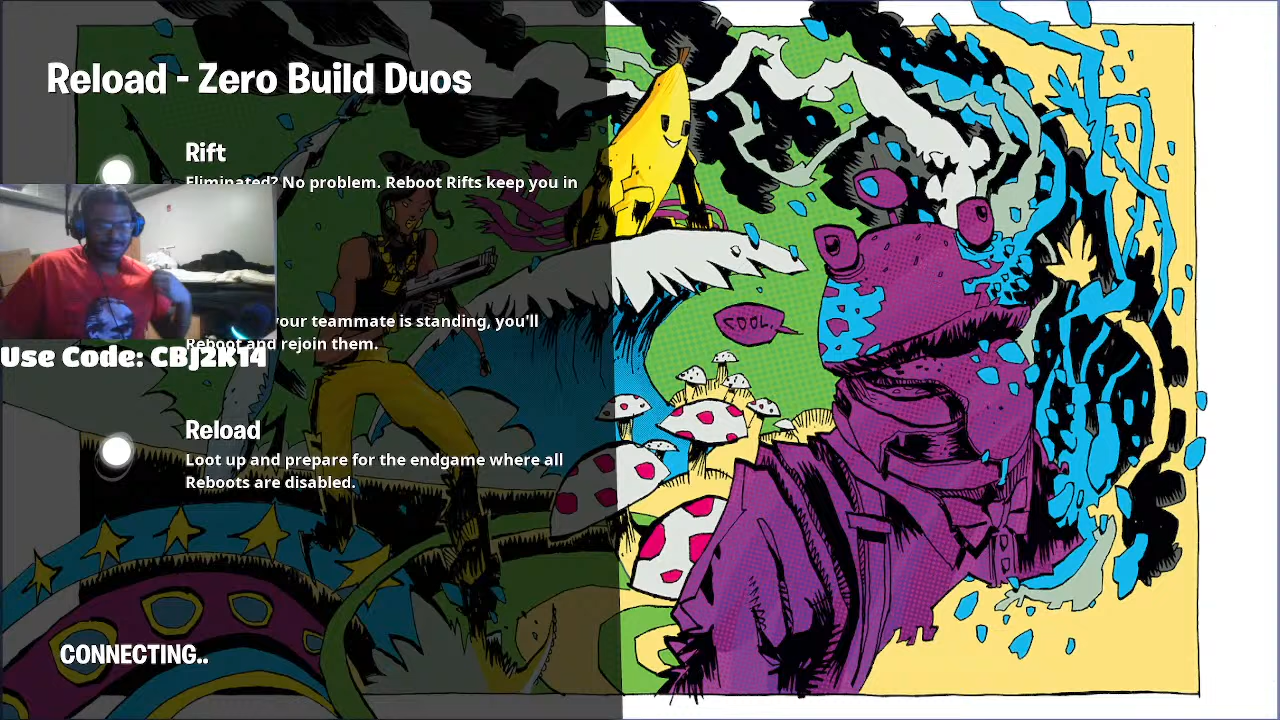 Reload - Zero Build Duos
Rift
Eliminated? No problem. Reboot Rifts keep you in
your teammate is standing, you'll
Reboot and rejoin them.
Use Code: CBJ2K14
COOL.
Reload
Loot up and prepare for the endgame where all
Reboots are disabled.
CONNECTING..